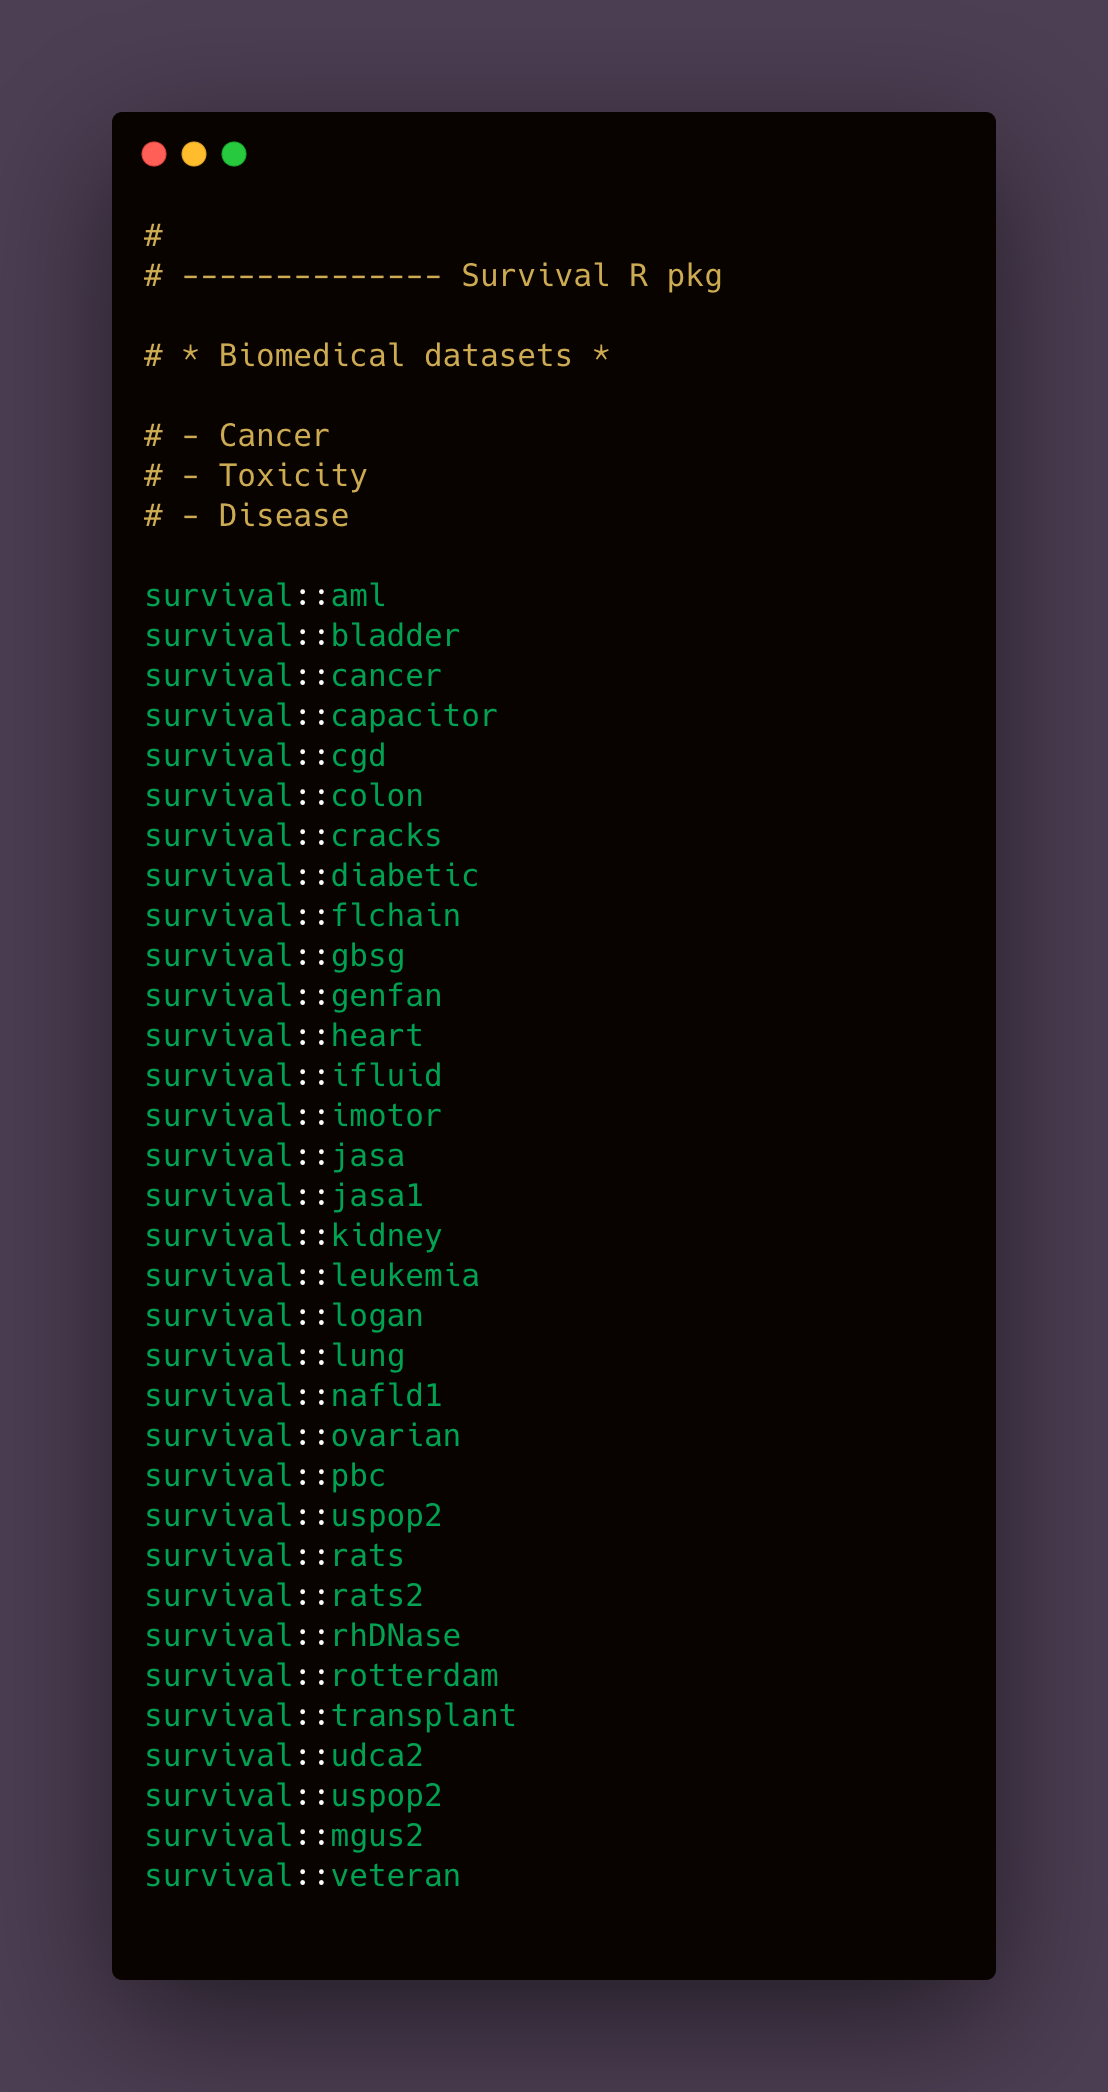 #
# -------------- Survival R pkg
# * Biomedical datasets *
# - Cancer
# - Toxicity
# - Disease
survival::aml
survival::bladder
survival::cancer
survival::capacitor
survival::cgd
survival::colon
survival::cracks
survival::diabetic
survival::flchain
survival::gbsg
survival::genfan
survival::heart
survival::ifluid
survival::imotor
survival::jasa
survival::jasa1
survival::kidney
survival::leukemia
survival::logan
survival::lung
survival::nafld1
survival::ovarian
survival::pbc
survival::uspop2
survival::rats
survival::rats2
survival::rhDNase
survival::rotterdam
survival::transplant
survival::udca2
survival::uspop2
survival::mgus2
survival::veteran